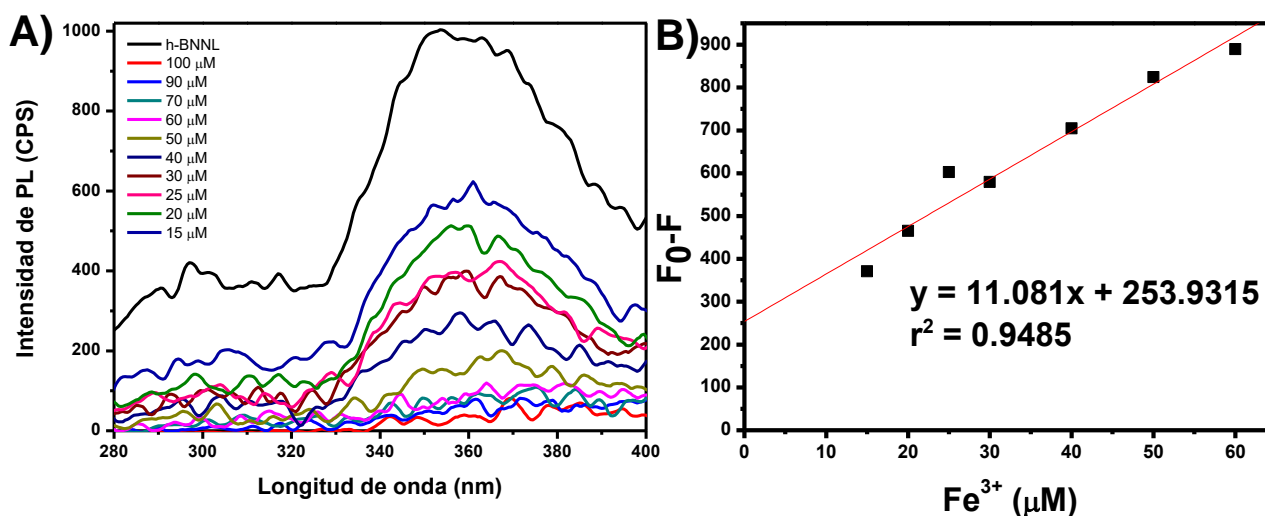 A)
Intensidad de PL (CPS)
1000
800
600
400
200
0
h-BNNL
100 μM
90 μM
70 μM
60 μM
50 μM
40 μM
30 μM
25 μM
20 μM
15 μM
280 300 320 340 360 380 400
Longitud de onda (nm)
B)
F0-F
900
800
700
600
500
400
300
200
100
0
y = 11.081x + 253.9315
r² = 0.9485
0 10 20 30 40 50 60
Fe³⁺ (μM)